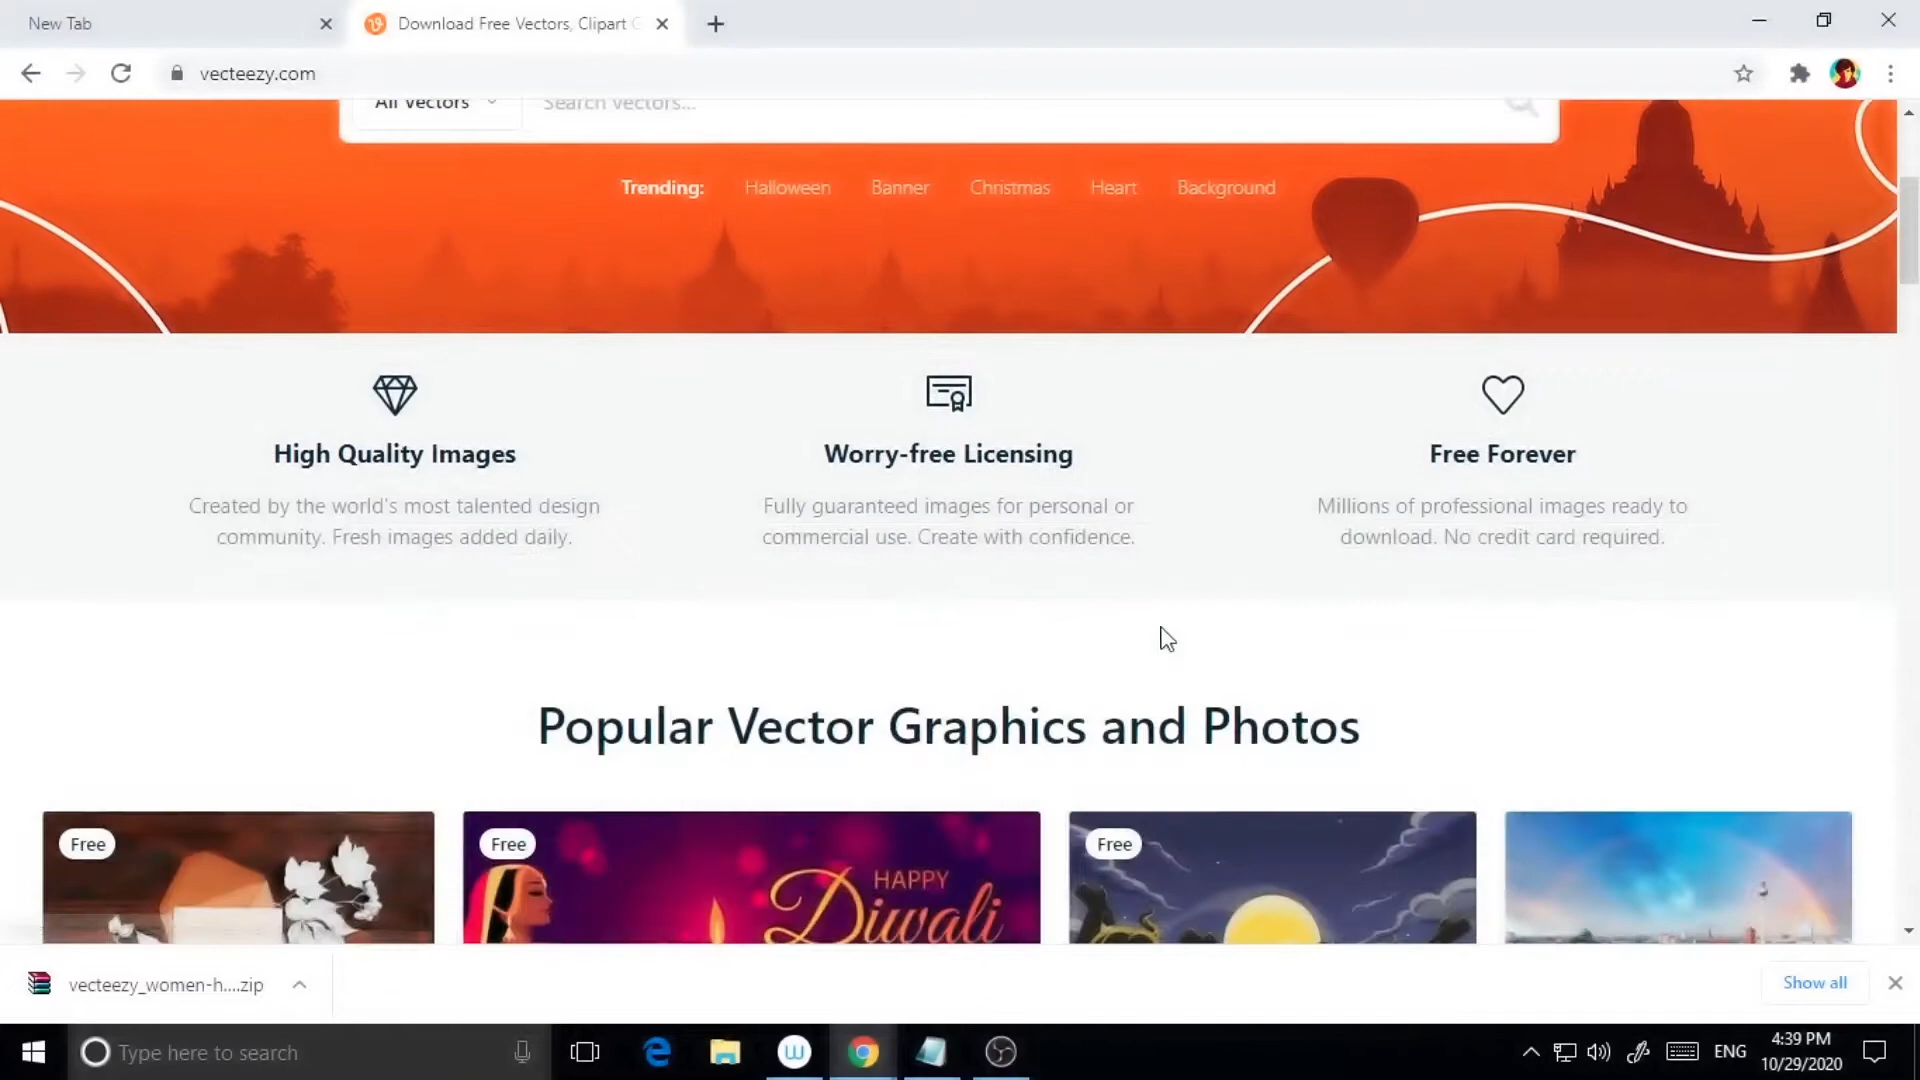 New Tab
Download Free Vectors, Clipart
vecteezy.com
All Vectors
Search vectors...
Trending: Halloween Banner Christmas Heart Background
High Quality Images
Created by the world's most talented design
community. Fresh images added daily.
Worry-free Licensing
Fully guaranteed images for personal or
commercial use. Create with confidence.
Free Forever
Millions of professional images ready to
download. No credit card required.
Popular Vector Graphics and Photos
Free
Free
HAPPY
Diwali
Free
vecteezy_women-h....zip
Show all
Type here to search
ENG
4:39 PM
10/29/2020